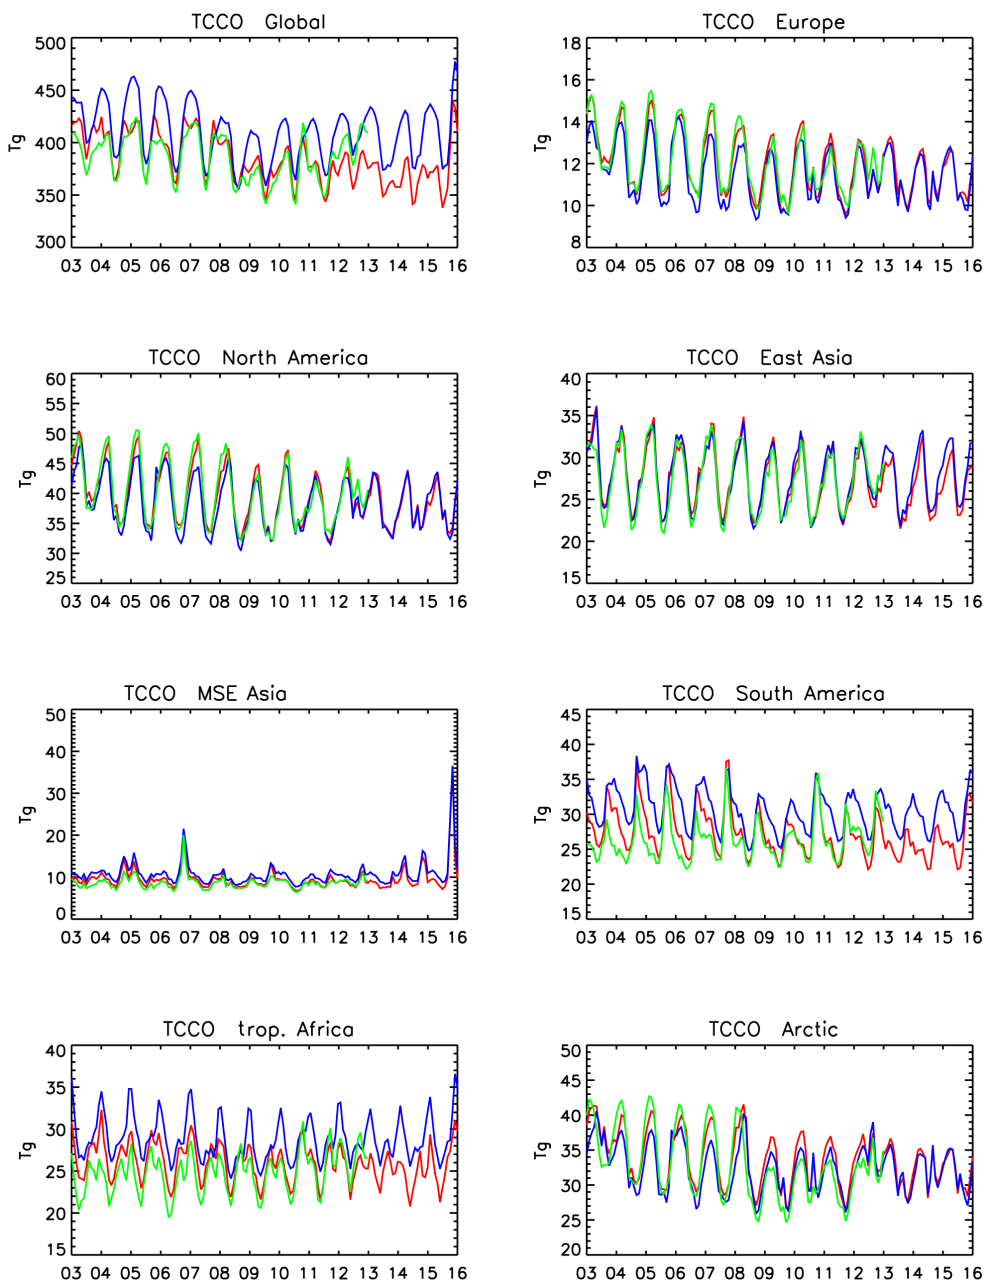 TCCO Global
500
450
400
350
300
Tg
03 04 05 06 07 08 09 10 11 12 13 14 15 16
TCCO Europe
18
16
14
12
10
8
Tg
03 04 05 06 07 08 09 10 11 12 13 14 15 16
TCCO North America
60
55
50
45
40
35
30
25
Tg
03 04 05 06 07 08 09 10 11 12 13 14 15 16
TCCO East Asia
40
35
30
25
20
15
Tg
03 04 05 06 07 08 09 10 11 12 13 14 15 16
TCCO MSE Asia
50
40
30
20
10
0
Tg
03 04 05 06 07 08 09 10 11 12 13 14 15 16
TCCO South America
45
40
35
30
25
20
15
Tg
03 04 05 06 07 08 09 10 11 12 13 14 15 16
TCCO trop. Africa
40
35
30
25
20
15
Tg
03 04 05 06 07 08 09 10 11 12 13 14 15 16
TCCO Arctic
50
45
40
35
30
25
20
Tg
03 04 05 06 07 08 09 10 11 12 13 14 15 16